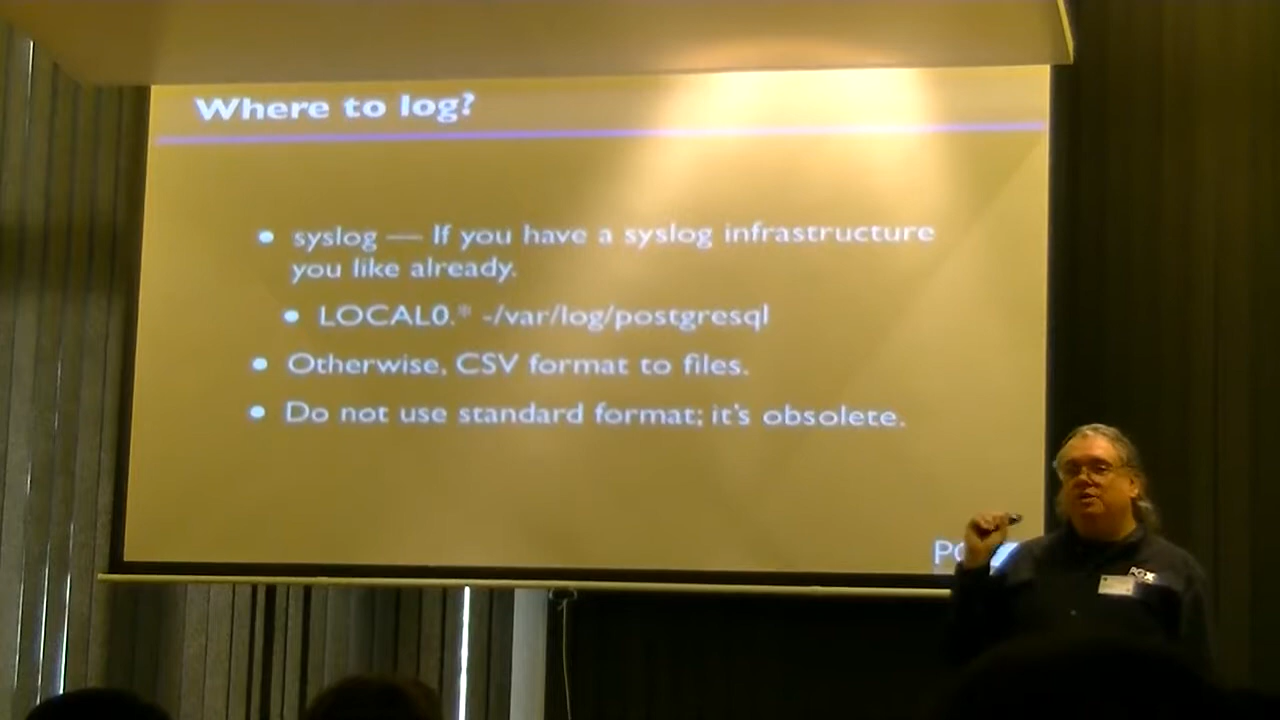 Where to log?
• syslog — If you have a syslog infrastructure
you like already.
• LOCAL0.* -/var/log/postgresql
• Otherwise, CSV format to files.
• Do not use standard format; it's obsolete.
PGX